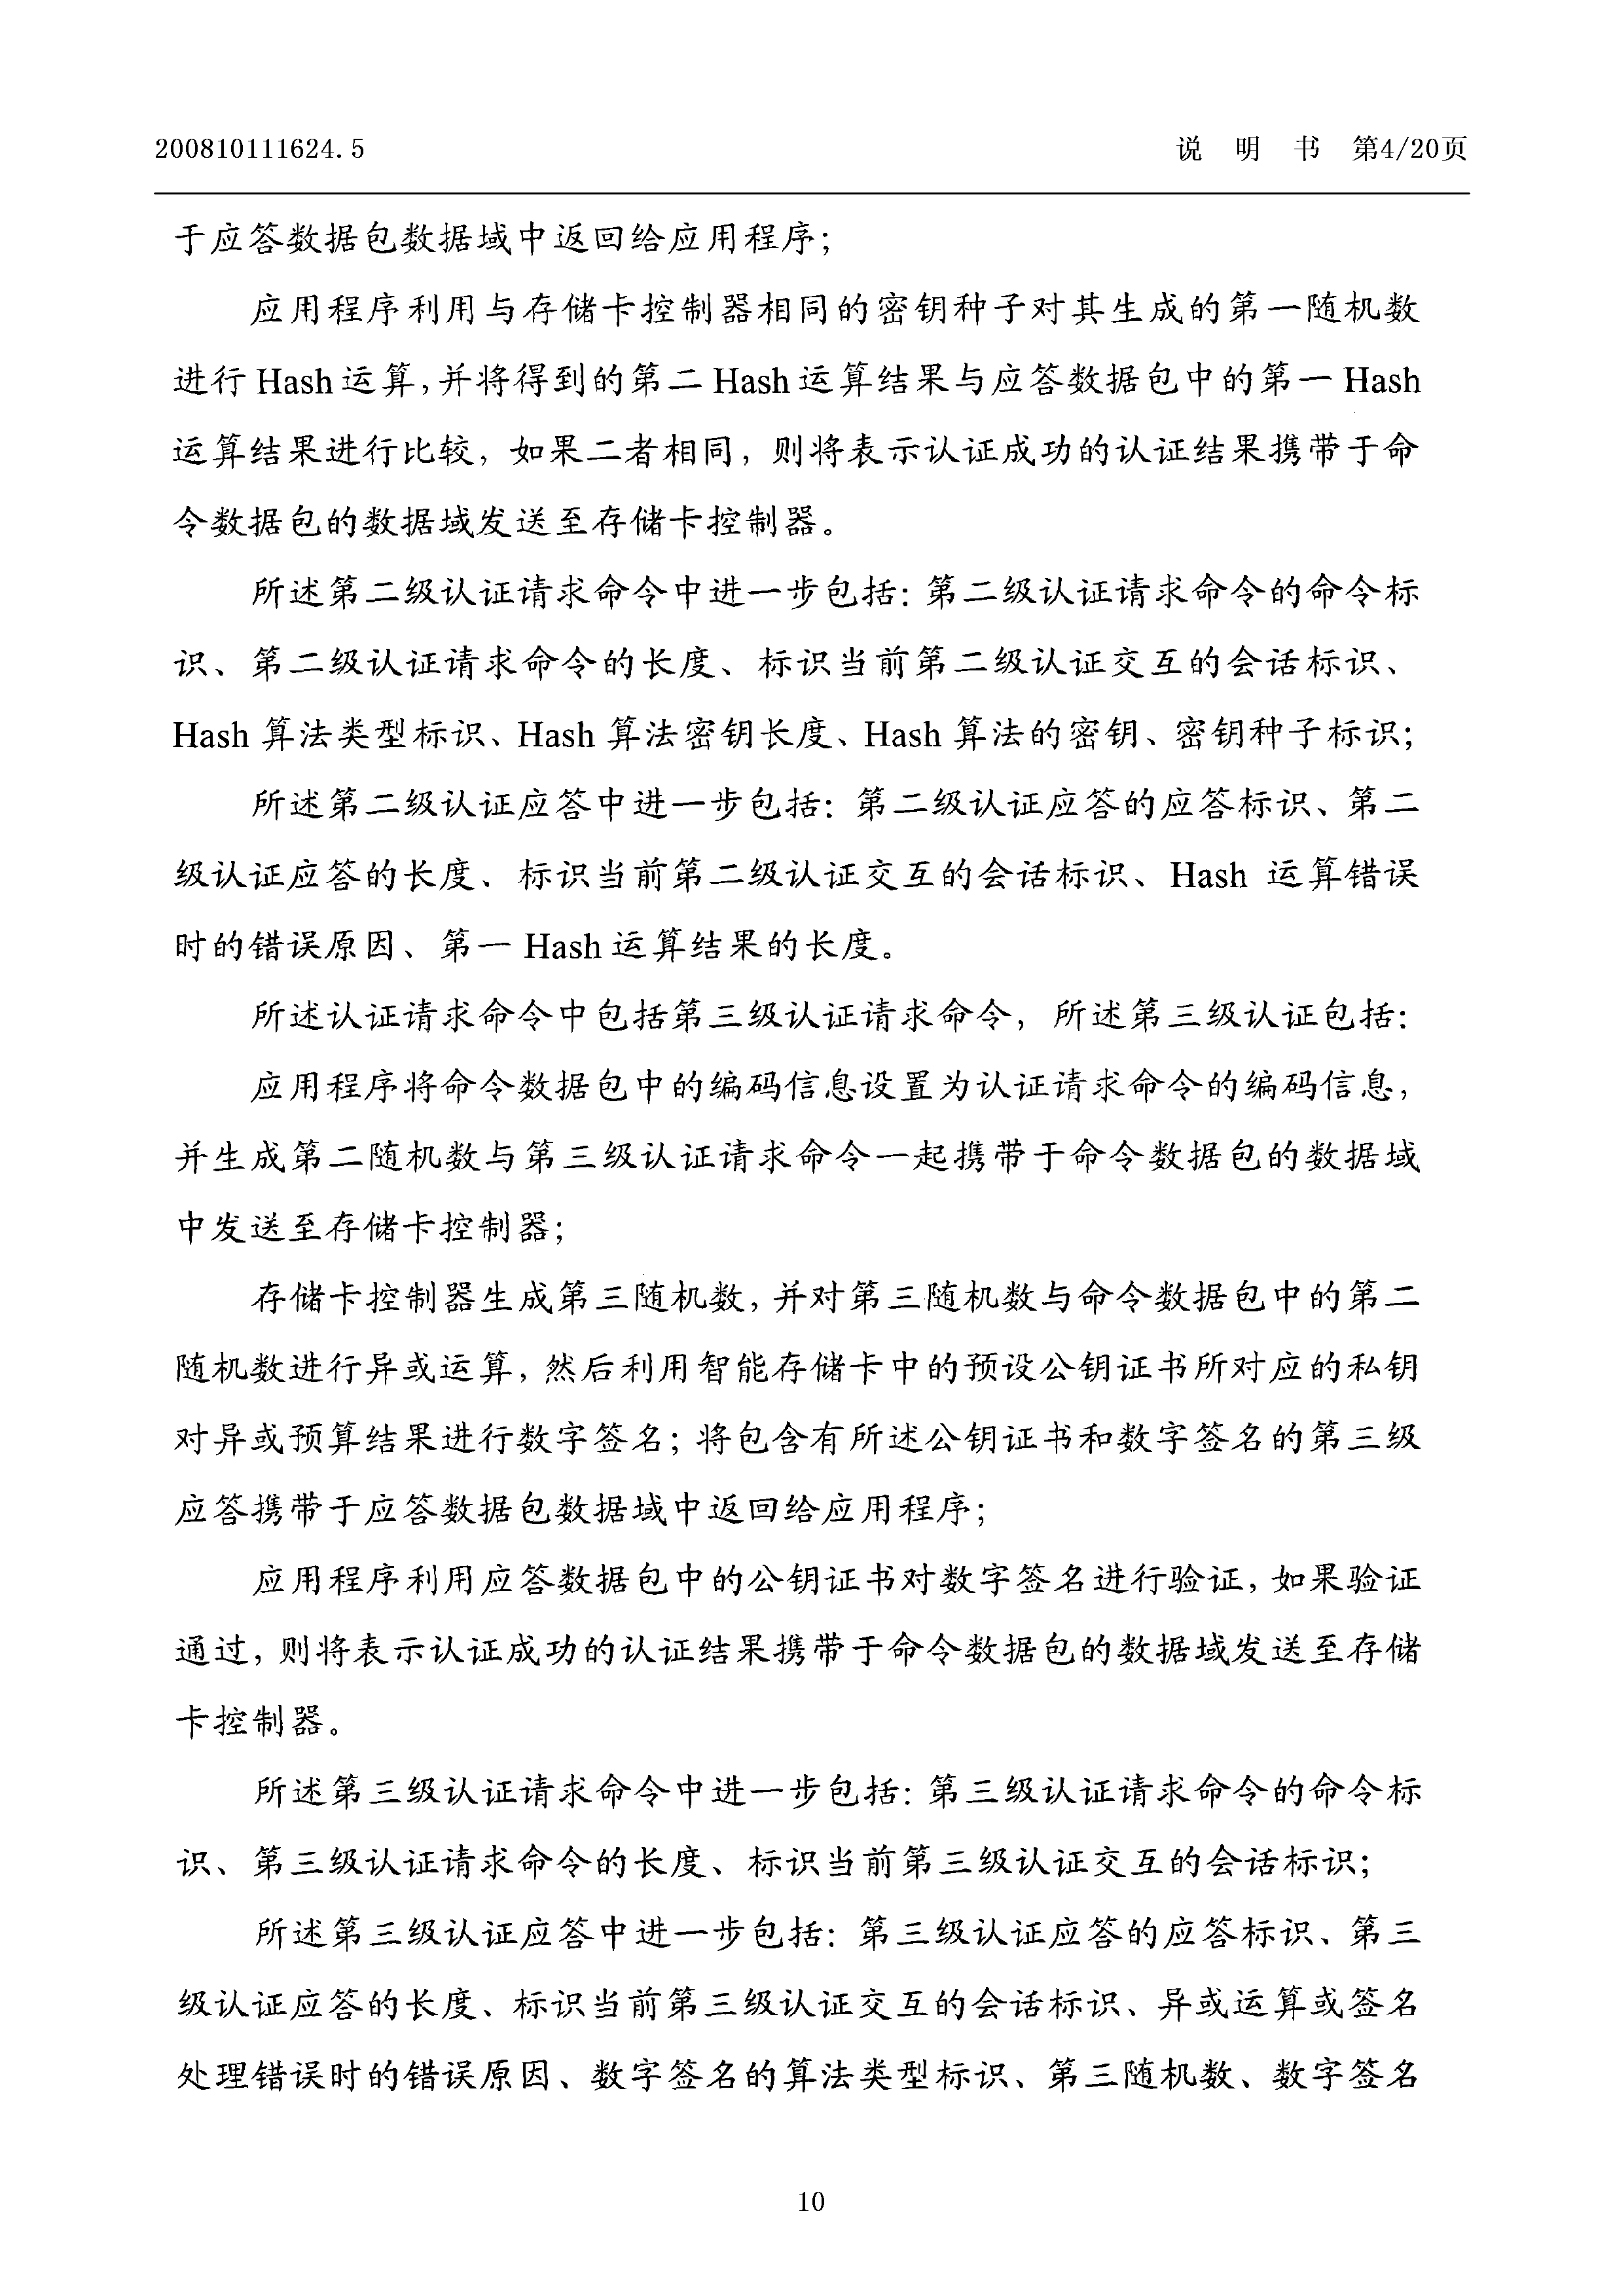 200810111624.5
说 明 书 第4/20页
于应答数据包数据域中返回给应用程序；
应用程序利用与存储卡控制器相同的密钥种子对其生成的第一随机数
进行 Hash 运算，并将得到的第二 Hash 运算结果与应答数据包中的第一 Hash
运算结果进行比较，如果二者相同，则将表示认证成功的认证结果携带于命
令数据包的数据域发送至存储卡控制器。
所述第二级认证请求命令中进一步包括：第二级认证请求命令的命令标
识、第二级认证请求命令的长度、标识当前第二级认证交互的会话标识、
Hash 算法类型标识、Hash 算法密钥长度、Hash 算法的密钥、密钥种子标识；
所述第二级认证应答中进一步包括：第二级认证应答的应答标识、第二
级认证应答的长度、标识当前第二级认证交互的会话标识、Hash 运算错误
时的错误原因、第一 Hash 运算结果的长度。
所述认证请求命令中包括第三级认证请求命令，所述第三级认证包括：
应用程序将命令数据包中的编码信息设置为认证请求命令的编码信息，
并生成第二随机数与第三级认证请求命令一起携带于命令数据包的数据域
中发送至存储卡控制器；
存储卡控制器生成第三随机数，并对第三随机数与命令数据包中的第二
随机数进行异或运算，然后利用智能存储卡中的预设公钥证书所对应的私钥
对异或预算结果进行数字签名；将包含有所述公钥证书和数字签名的第三级
应答携带于应答数据包数据域中返回给应用程序；
应用程序利用应答数据包中的公钥证书对数字签名进行验证，如果验证
通过，则将表示认证成功的认证结果携带于命令数据包的数据域发送至存储
卡控制器。
所述第三级认证请求命令中进一步包括：第三级认证请求命令的命令标
识、第三级认证请求命令的长度、标识当前第三级认证交互的会话标识；
所述第三级认证应答中进一步包括：第三级认证应答的应答标识、第三
级认证应答的长度、标识当前第三级认证交互的会话标识、异或运算或签名
处理错误时的错误原因、数字签名的算法类型标识、第三随机数、数字签名
10